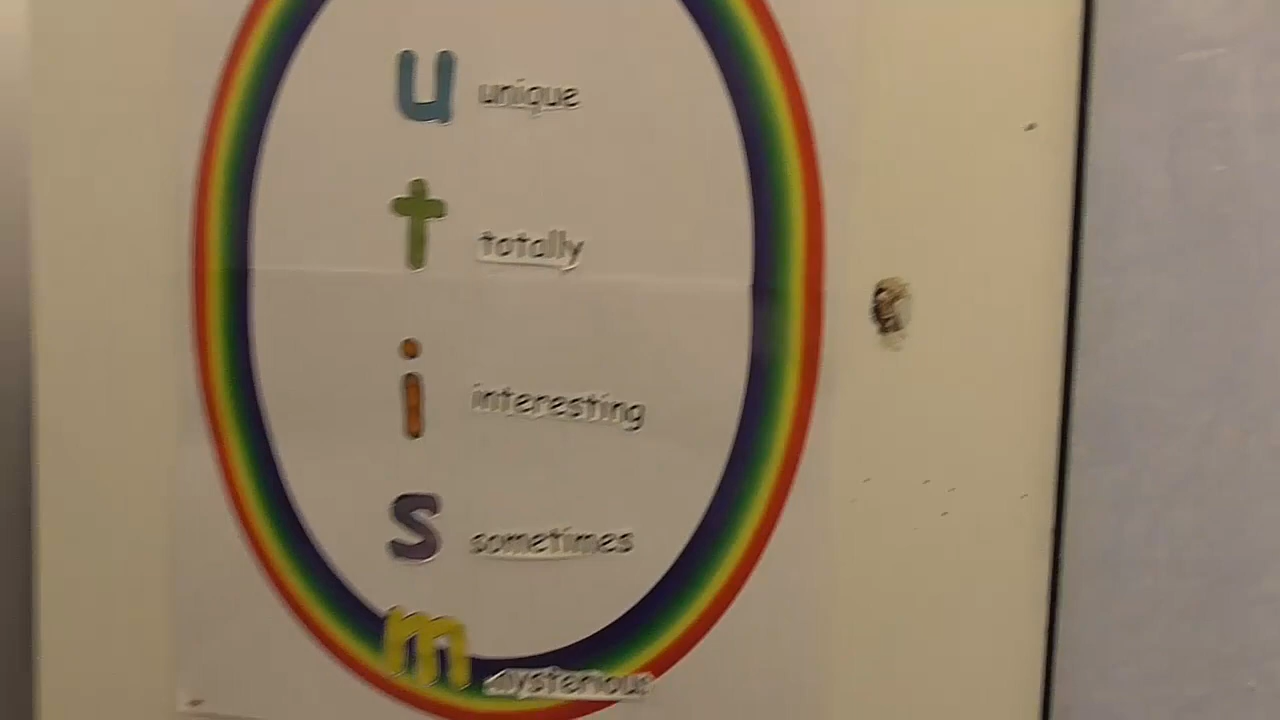 u unique
t totally
i interesting
s sometimes
m mysterious